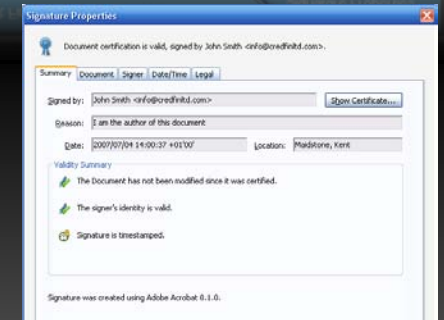 Signature Properties
Document certification is valid, signed by John Smith <info@credfinltd.com>.
Summary Document Signer Date/Time Legal
Signed by: John Smith <info@credfinltd.com> Show Certificate...
Reason: I am the author of this document
Date: 2007/07/04 14:00:37 +01'00' Location: Maidstone, Kent
Validity Summary
The Document has not been modified since it was certified.
The signer's identity is valid.
Signature is timestamped.
Signature was created using Adobe Acrobat 8.1.0.